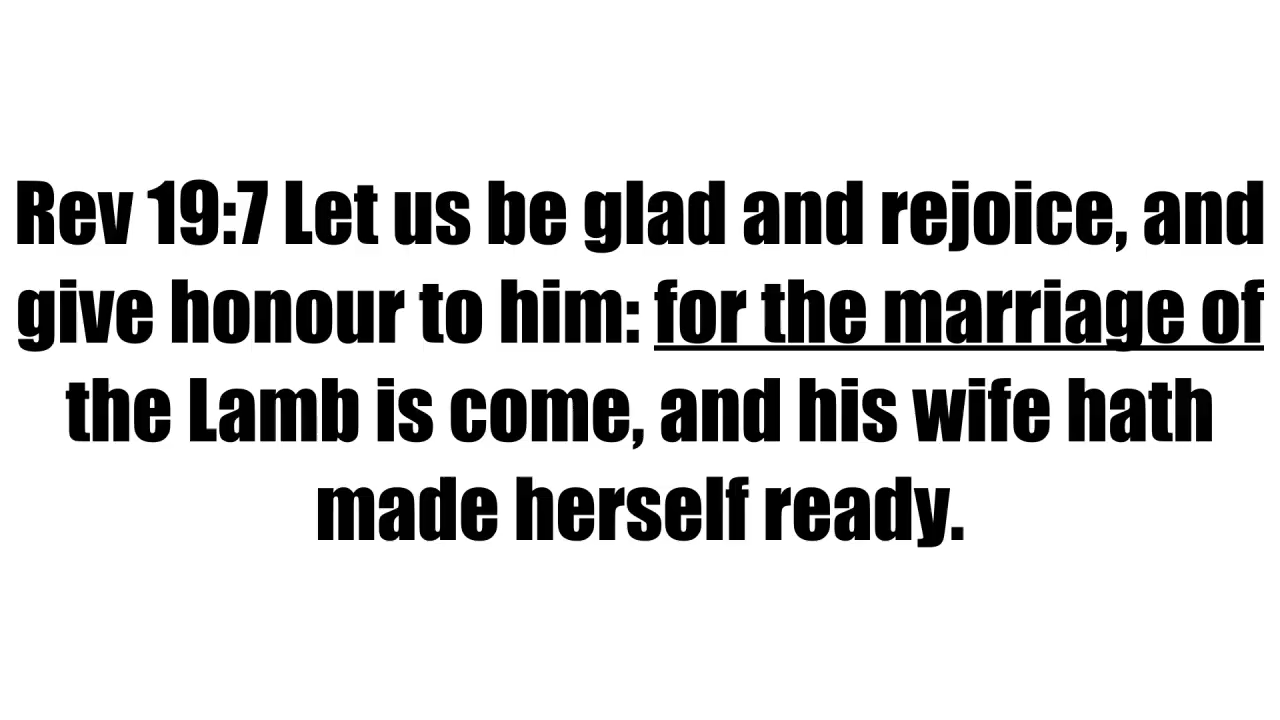 Rev 19:7 Let us be glad and rejoice, and
give honour to him: for the marriage of
the Lamb is come, and his wife hath
made herself ready.